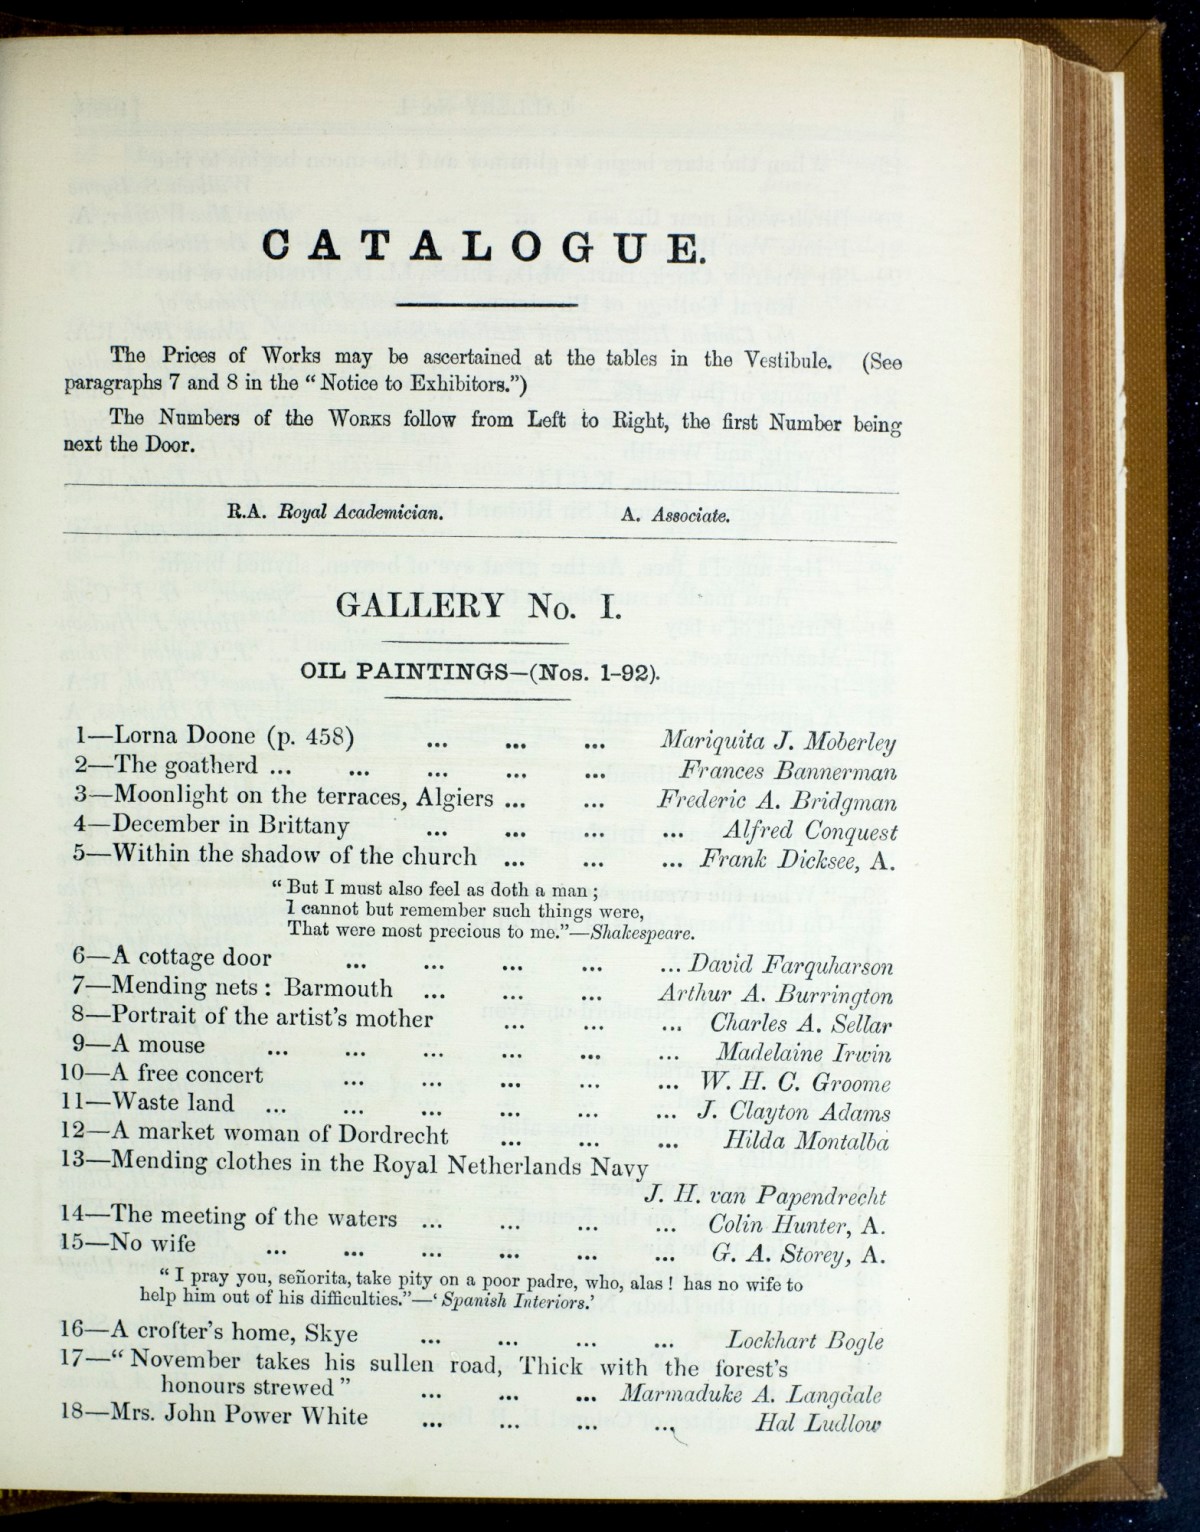 CATALOGUE.
The Prices of Works may be ascertained at the tables in the Vestibule. (See
paragraphs 7 and 8 in the “Notice to Exhibitors.”)
The Numbers of the Works follow from Left to Right, the first Number being
next the Door.
R.A. Royal Academician. A. Associate.
GALLERY No. I.
OIL PAINTINGS—(Nos. 1-92).
1—Lorna Doone (p. 458) ... ... ... Mariquita J. Moberley
2—The goatherd ... ... ... ... ... Frances Bannerman
3—Moonlight on the terraces, Algiers ... ... Frederic A. Bridgman
4—December in Brittany ... ... ... ... Alfred Conquest
5—Within the shadow of the church ... ... ... Frank Dicksee, A.
“But I must also feel as doth a man;
I cannot but remember such things were,
That were most precious to me.”—Shakespeare.
6—A cottage door ... ... ... ... ... David Farquharson
7—Mending nets: Barmouth ... ... ... Arthur A. Burrington
8—Portrait of the artist's mother ... ... ... Charles A. Sellar
9—A mouse ... ... ... ... ... ... Madelaine Irwin
10—A free concert ... ... ... ... ... W. H. C. Groome
11—Waste land ... ... ... ... ... ... J. Clayton Adams
12—A market woman of Dordrecht ... ... ... Hilda Montalba
13—Mending clothes in the Royal Netherlands Navy
J. H. van Papendrecht
14—The meeting of the waters ... ... ... ... Colin Hunter, A.
15—No wife ... ... ... ... ... ... G. A. Storey, A.
“I pray you, señorita, take pity on a poor padre, who, alas! has no wife to
help him out of his difficulties.”—‘Spanish Interiors.’
16—A crofter's home, Skye ... ... ... ... Lockhart Bogle
17—“November takes his sullen road, Thick with the forest's
honours strewed” ... ... ... Marmaduke A. Langdale
18—Mrs. John Power White ... ... ... ... Hal Ludlow